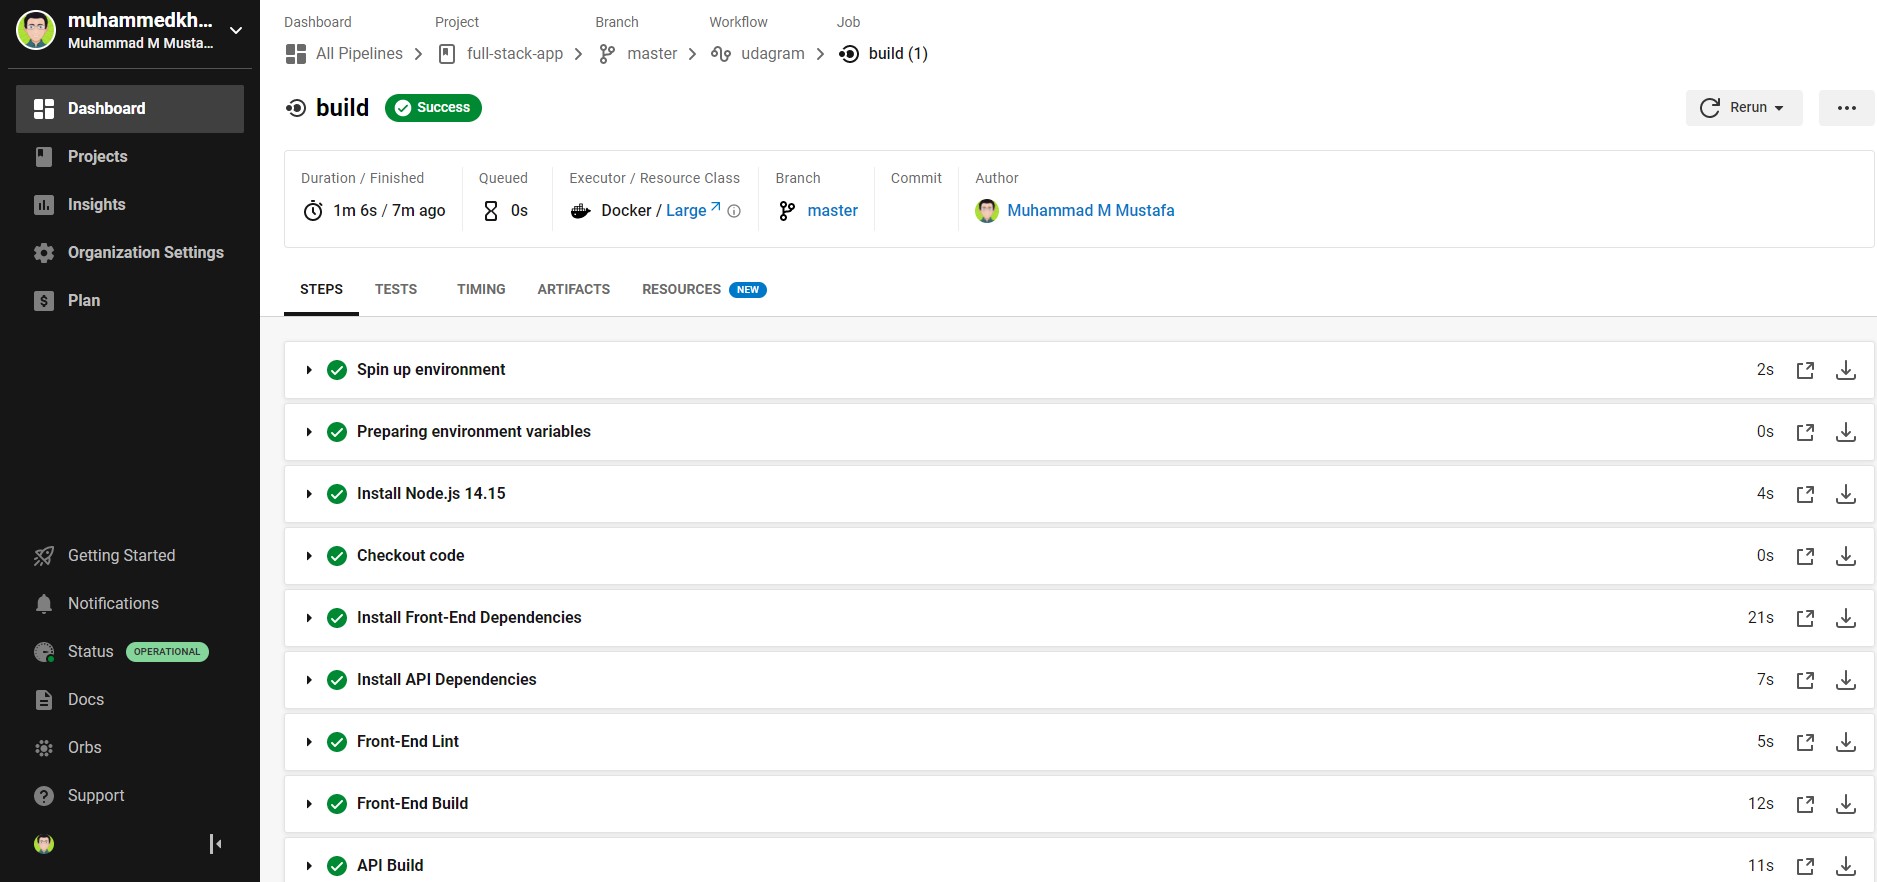 muhammedkh...
Muhammad M Musta...
Dashboard
Projects
Insights
Organization Settings
Plan
Getting Started
Notifications
Status OPERATIONAL
Docs
Orbs
Support
Dashboard Project Branch Workflow Job
All Pipelines full-stack-app master udagram build (1)
build Success
Rerun
Duration / Finished Queued Executor / Resource Class Branch Commit Author
1m 6s / 7m ago 0s Docker / Large master Muhammad M Mustafa
STEPS TESTS TIMING ARTIFACTS RESOURCES NEW
Spin up environment 2s
Preparing environment variables 0s
Install Node.js 14.15 4s
Checkout code 0s
Install Front-End Dependencies 21s
Install API Dependencies 7s
Front-End Lint 5s
Front-End Build 12s
API Build 11s